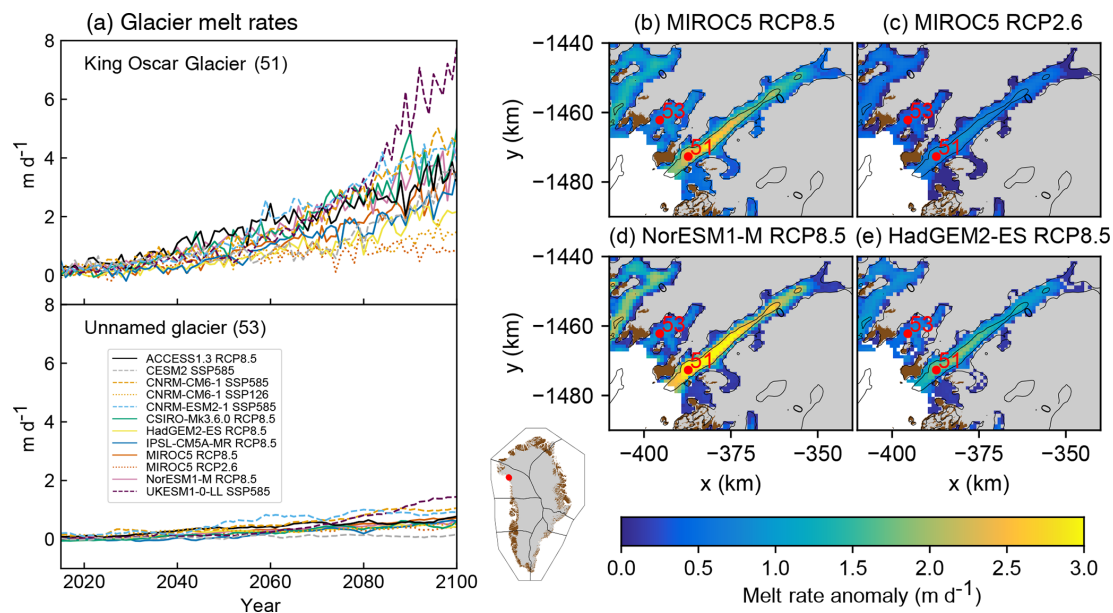 (a) Glacier melt rates
8
King Oscar Glacier (51)
6
4
2
0
m d⁻¹
8
Unnamed glacier (53)
6
4
2
0
m d⁻¹
ACCESS1.3 RCP8.5
CESM2 SSP585
CNRM-CM6-1 SSP585
CNRM-CM6-1 SSP126
CNRM-ESM2-1 SSP585
CSIRO-Mk3.6.0 RCP8.5
HadGEM2-ES RCP8.5
IPSL-CM5A-MR RCP8.5
MIROC5 RCP8.5
MIROC5 RCP2.6
NorESM1-M RCP8.5
UKESM1-0-LL SSP585
2020 2040 2060 2080 2100
Year
(b) MIROC5 RCP8.5
(c) MIROC5 RCP2.6
−1440
−1460
−1480
y (km)
53
51
53
51
(d) NorESM1-M RCP8.5
(e) HadGEM2-ES RCP8.5
−1440
−1460
−1480
y (km)
53
51
53
51
−400 −350
−400 −350
x (km)
x (km)
0.0 0.5 1.0 1.5 2.0 2.5 3.0
Melt rate anomaly (m d⁻¹)